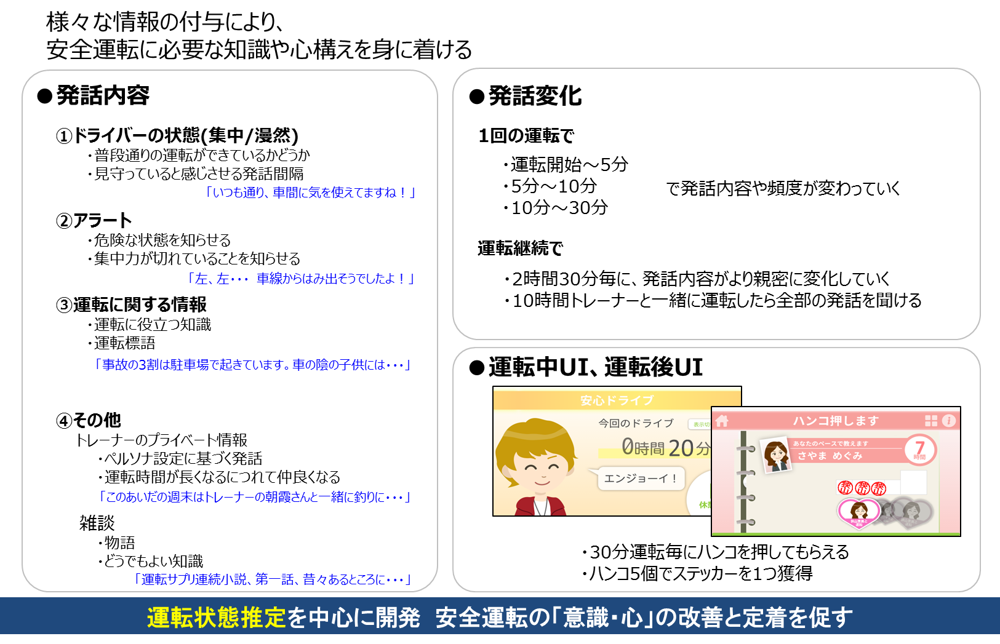 様々な情報の付与により、
安全運転に必要な知識や心構えを身に着ける
●発話内容
①ドライバーの状態(集中/漫然)
・普段通りの運転ができているかどうか
・見守っていると感じさせる発話間隔
「いつも通り、車間に気を使えてますね！」
②アラート
・危険な状態を知らせる
・集中力が切れていることを知らせる
「左、左・・・ 車線からはみ出そうでしたよ！」
③運転に関する情報
・運転に役立つ知識
・運転標語
「事故の3割は駐車場で起きています。車の陰の子供には・・・」
④その他
トレーナーのプライベート情報
・ペルソナ設定に基づく発話
・運転時間が長くなるにつれて仲良くなる
「このあいだの週末はトレーナーの朝霞さんと一緒に釣りに・・・」
雑談
・物語
・どうでもよい知識
「運転サプリ連続小説、第一話、昔々あるところに・・・」
●発話変化
1回の運転で
・運転開始～5分
・5分～10分
・10分～30分
で発話内容や頻度が変わっていく
運転継続で
・2時間30分毎に、発話内容がより親密に変化していく
・10時間トレーナーと一緒に運転したら全部の発話を聞ける
●運転中UI、運転後UI
安心ドライブ
今回のドライブ
表示切
0時間20分
エンジョーイ！
休
ハンコ押します
i
あなたのペースで教えます
さやま めぐみ
7
時間
狭山
狭山
狭山
・30分運転毎にハンコを押してもらえる
・ハンコ5個でステッカーを1つ獲得
運転状態推定を中心に開発 安全運転の「意識・心」の改善と定着を促す